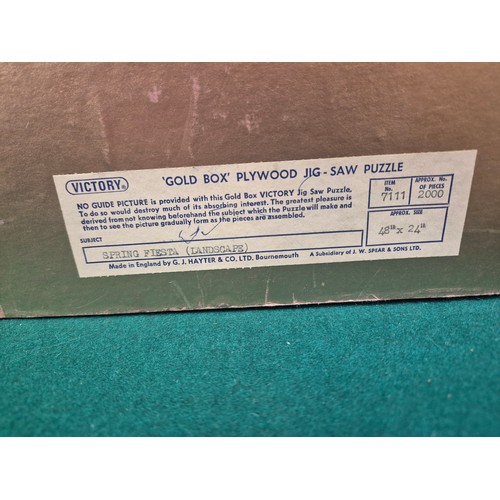 VICTORY®
'GOLD BOX' PLYWOOD JIG-SAW PUZZLE
NO GUIDE PICTURE is provided with this Gold Box VICTORY Jig Saw Puzzle.
To do so would destroy much of its absorbing interest. The greatest pleasure is
derived from not knowing beforehand the subject which the Puzzle will make and
then to see the picture gradually form as the pieces are assembled.
SUBJECT
SPRING FIESTA (LANDSCAPE)
Made in England by G. J. HAYTER & CO. LTD, Bournemouth A Subsidiary of J. W. SPEAR & SONS LTD.
ITEM No. 7111
APPROX. No. OF PIECES 2000
APPROX. SIZE
48" x 24"